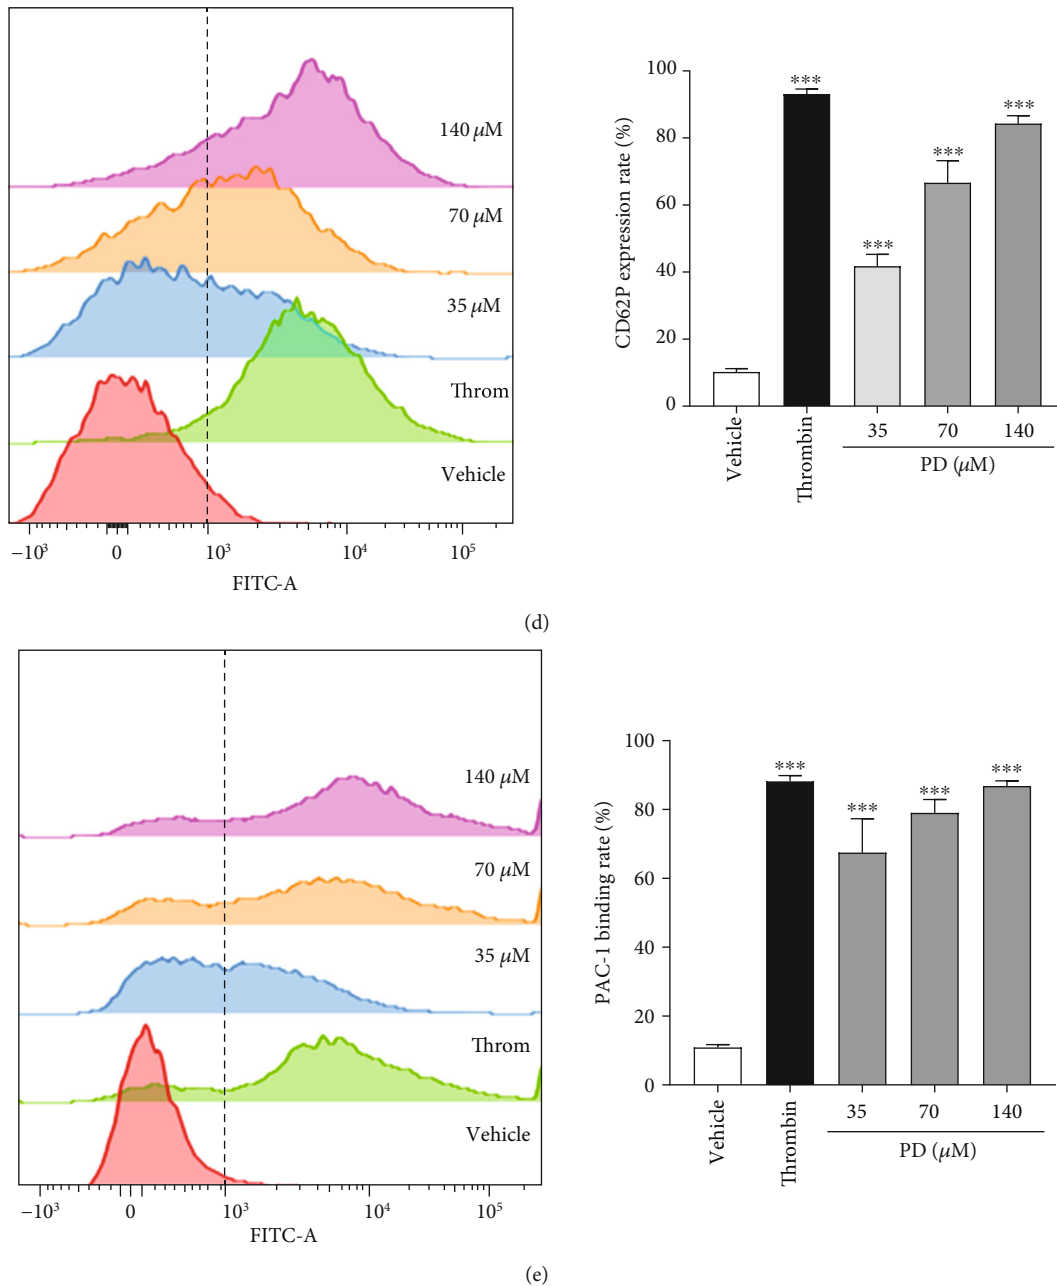 140 μM
70 μM
35 μM
Throm
Vehicle
−10³ 0 10³ 10⁴ 10⁵
FITC-A
CD62P expression rate (%)
100
80
60
40
20
0
***
***
***
***
Vehicle
Thrombin
35 70 140
PD (μM)
(d)
140 μM
70 μM
35 μM
Throm
Vehicle
−10³ 0 10³ 10⁴ 10⁵
FITC-A
PAC-1 binding rate (%)
100
80
60
40
20
0
***
***
***
***
Vehicle
Thrombin
35 70 140
PD (μM)
(e)